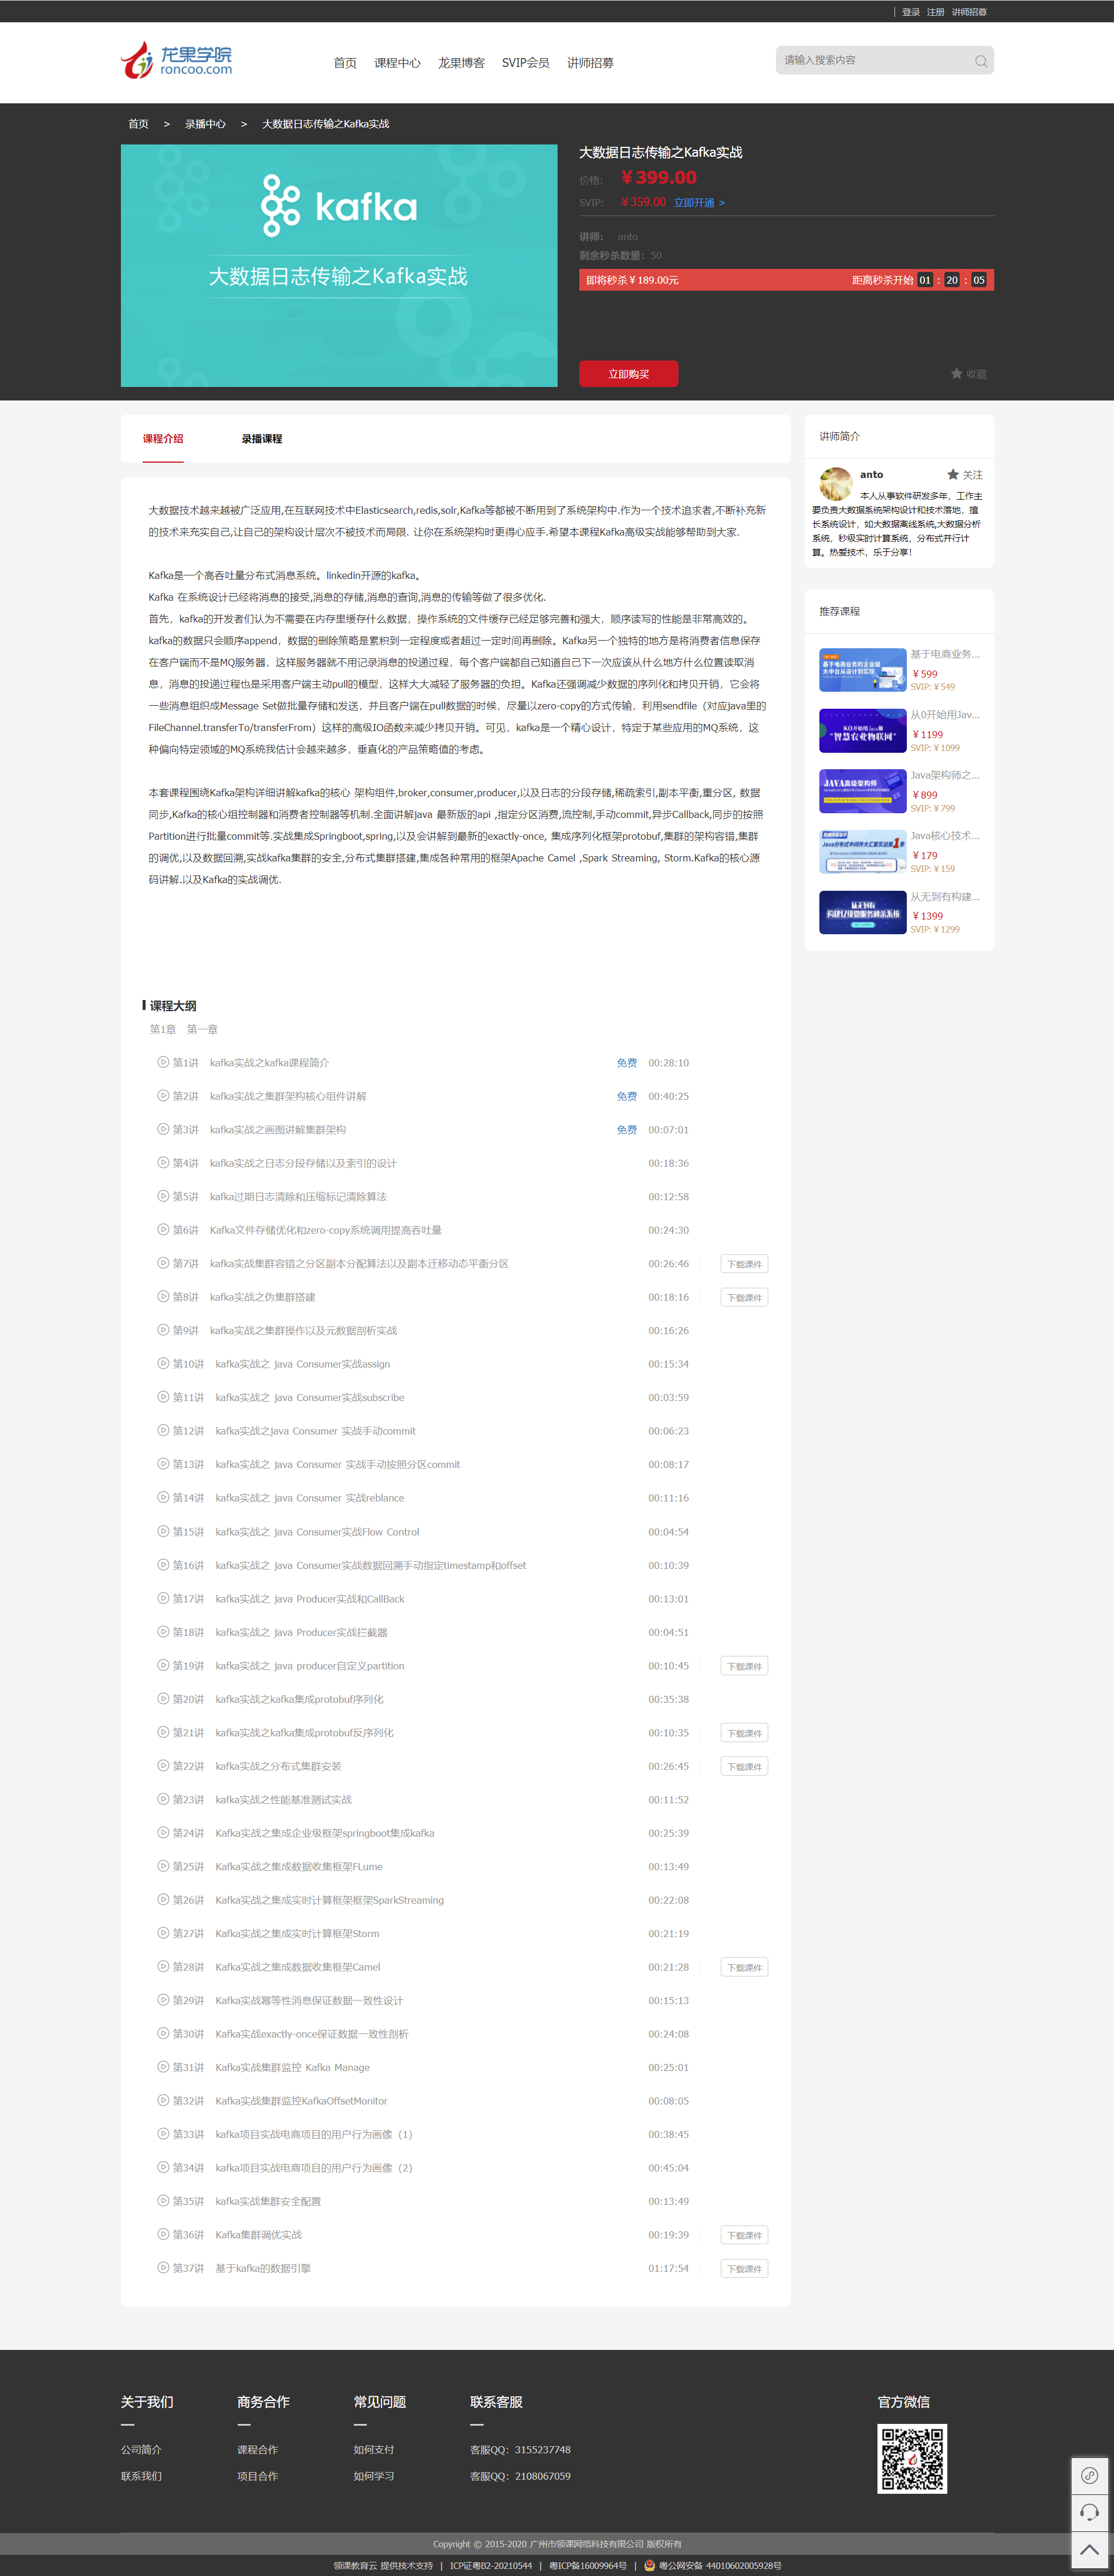 登录 注册 讲师招募
龙果学院
roncoo.com
首页 课程中心 龙果博客 SVIP会员 讲师招募
请输入搜索内容
首页 > 录播中心 > 大数据日志传输之Kafka实战
kafka
大数据日志传输之Kafka实战
大数据日志传输之Kafka实战
价格: ￥399.00
SVIP: ￥359.00 立即开通 >
讲师: anto
剩余秒杀数量: 50
即将秒杀￥189.00元 距离秒杀开始 01 : 20 : 05
立即购买
收藏
课程介绍 录播课程
大数据技术越来越被广泛应用,在互联网技术中Elasticsearch,redis,solr,Kafka等都被不断用到了系统架构中.作为一个技术追求者,不断补充新
的技术来充实自己,让自己的架构设计层次不被技术而局限. 让你在系统架构时更得心应手.希望本课程Kafka高级实战能够帮助到大家.
Kafka是一个高吞吐量分布式消息系统。linkedin开源的kafka。
Kafka 在系统设计已经将消息的接受,消息的存储,消息的查询,消息的传输等做了很多优化.
首先，kafka的开发者们认为不需要在内存里缓存什么数据，操作系统的文件缓存已经足够完善和强大，顺序读写的性能是非常高效的。
kafka的数据只会顺序append，数据的删除策略是累积到一定程度或者超过一定时间再删除。Kafka另一个独特的地方是将消费者信息保存
在客户端而不是MQ服务器，这样服务器就不用记录消息的投递过程，每个客户端都自己知道自己下一次应该从什么地方什么位置读取消
息，消息的投递过程也是采用客户端主动pull的模型，这样大大减轻了服务器的负担。Kafka还强调减少数据的序列化和拷贝开销，它会将
一些消息组织成Message Set做批量存储和发送，并且客户端在pull数据的时候，尽量以zero-copy的方式传输，利用sendfile（对应java里的
FileChannel.transferTo/transferFrom）这样的高级IO函数来减少拷贝开销。可见，kafka是一个精心设计，特定于某些应用的MQ系统，这
种偏向特定领域的MQ系统我估计会越来越多，垂直化的产品策略值的考虑。
本套课程围绕Kafka架构详细讲解kafka的核心 架构组件,broker,consumer,producer,以及日志的分段存储,稀疏索引,副本平衡,重分区, 数据
同步,Kafka的组控制器和消费者控制器等机制.全面讲解java 最新版的api ,指定分区消费,流控制,手动commit,异步Callback,同步的按照
Partition进行批量commit等.实战集成Springboot,spring,以及会讲解到最新的exactly-once, 集成序列化框架protobuf,集群的架构容错,集群
的调优,以及数据回溯,实战kafka集群的安全,分布式集群搭建,集成各种常用的框架Apache Camel ,Spark Streaming, Storm.Kafka的核心源
码讲解.以及Kafka的实战调优.
课程大纲
第1章 第一章
第1讲 kafka实战之kafka课程简介 免费 00:28:10
第2讲 kafka实战之集群架构核心组件讲解 免费 00:40:25
第3讲 kafka实战之画图讲解集群架构 免费 00:07:01
第4讲 kafka实战之日志分段存储以及索引的设计 00:18:36
第5讲 kafka过期日志清除和压缩标记清除算法 00:12:58
第6讲 Kafka文件存储优化和zero-copy系统调用提高吞吐量 00:24:30
第7讲 kafka实战集群容错之分区副本分配算法以及副本迁移动态平衡分区 00:26:46 下载课件
第8讲 kafka实战之伪集群搭建 00:18:16 下载课件
第9讲 kafka实战之集群操作以及元数据剖析实战 00:16:26
第10讲 kafka实战之 java Consumer实战assign 00:15:34
第11讲 kafka实战之 java Consumer实战subscribe 00:03:59
第12讲 kafka实战之java Consumer 实战手动commit 00:06:23
第13讲 kafka实战之 java Consumer 实战手动按照分区commit 00:08:17
第14讲 kafka实战之 java Consumer 实战reblance 00:11:16
第15讲 kafka实战之 java Consumer实战Flow Control 00:04:54
第16讲 kafka实战之 java Consumer实战数据回溯手动指定timestamp和offset 00:10:39
第17讲 kafka实战之 java Producer实战和CallBack 00:13:01
第18讲 kafka实战之 java Producer实战拦截器 00:04:51
第19讲 kafka实战之 java producer自定义partition 00:10:45 下载课件
第20讲 kafka实战之kafka集成protobuf序列化 00:35:38
第21讲 kafka实战之kafka集成protobuf反序列化 00:10:35 下载课件
第22讲 kafka实战之分布式集群安装 00:26:45 下载课件
第23讲 kafka实战之性能基准测试实战 00:11:52
第24讲 Kafka实战之集成企业级框架springboot集成kafka 00:25:39
第25讲 Kafka实战之集成数据收集框架FLume 00:13:49
第26讲 Kafka实战之集成实时计算框架框架SparkStreaming 00:22:08
第27讲 Kafka实战之集成实时计算框架Storm 00:21:19
第28讲 Kafka实战之集成数据收集框架Camel 00:21:28 下载课件
第29讲 Kafka实战幂等性消息保证数据一致性设计 00:15:13
第30讲 Kafka实战exactly-once保证数据一致性剖析 00:24:08
第31讲 Kafka实战集群监控 Kafka Manage 00:25:01
第32讲 Kafka实战集群监控KafkaOffsetMonitor 00:08:05
第33讲 kafka项目实战电商项目的用户行为画像（1） 00:38:45
第34讲 kafka项目实战电商项目的用户行为画像（2） 00:45:04
第35讲 kafka实战集群安全配置 00:13:49
第36讲 Kafka集群调优实战 00:19:39 下载课件
第37讲 基于kafka的数据引擎 01:17:54 下载课件
讲师简介
anto 关注
本人从事软件研发多年，工作主
要负责大数据系统架构设计和技术落地，擅
长系统设计，如大数据离线系统,大数据分析
系统，秒级实时计算系统，分布式并行计
算。热爱技术，乐于分享！
推荐课程
基于电商业务的企业级
大中台从设计到实现
基于电商业务...
￥599
SVIP:￥549
从0开始用Java做
"智慧农业物联网"
从0开始用Jav...
￥1199
SVIP:￥1099
JAVA高级架构师
Java架构师之...
￥899
SVIP:￥799
Java分布式中间件大汇聚实战第1季
Java核心技术...
￥179
SVIP:￥159
从无到有
构建亿级微服务秒杀系统
从无到有构建...
￥1399
SVIP:￥1299
关于我们 商务合作 常见问题 联系客服 官方微信
公司简介 课程合作 如何支付 客服QQ：3155237748
联系我们 项目合作 如何学习 客服QQ：2108067059
Copyright © 2015-2020 广州市领课网络科技有限公司 版权所有
领课教育云 提供技术支持 | ICP证粤B2-20210544 | 粤ICP备16009964号 | 粤公网安备 44010602005928号